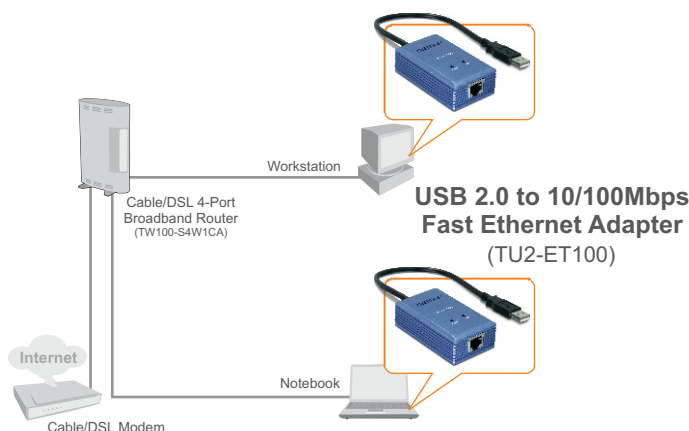 Workstation
Cable/DSL 4-Port
Broadband Router
(TW100-S4W1CA)
USB 2.0 to 10/100Mbps
Fast Ethernet Adapter
(TU2-ET100)
Internet
Notebook
Cable/DSL Modem